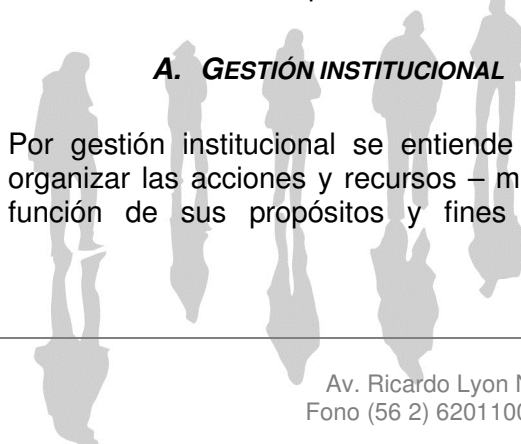 A. GESTIÓN INSTITUCIONAL
Por gestión institucional se entiende
organizar las acciones y recursos –
función de sus propósitos y fines
Av. Ricardo Lyon
Fono (56 2) 6201100